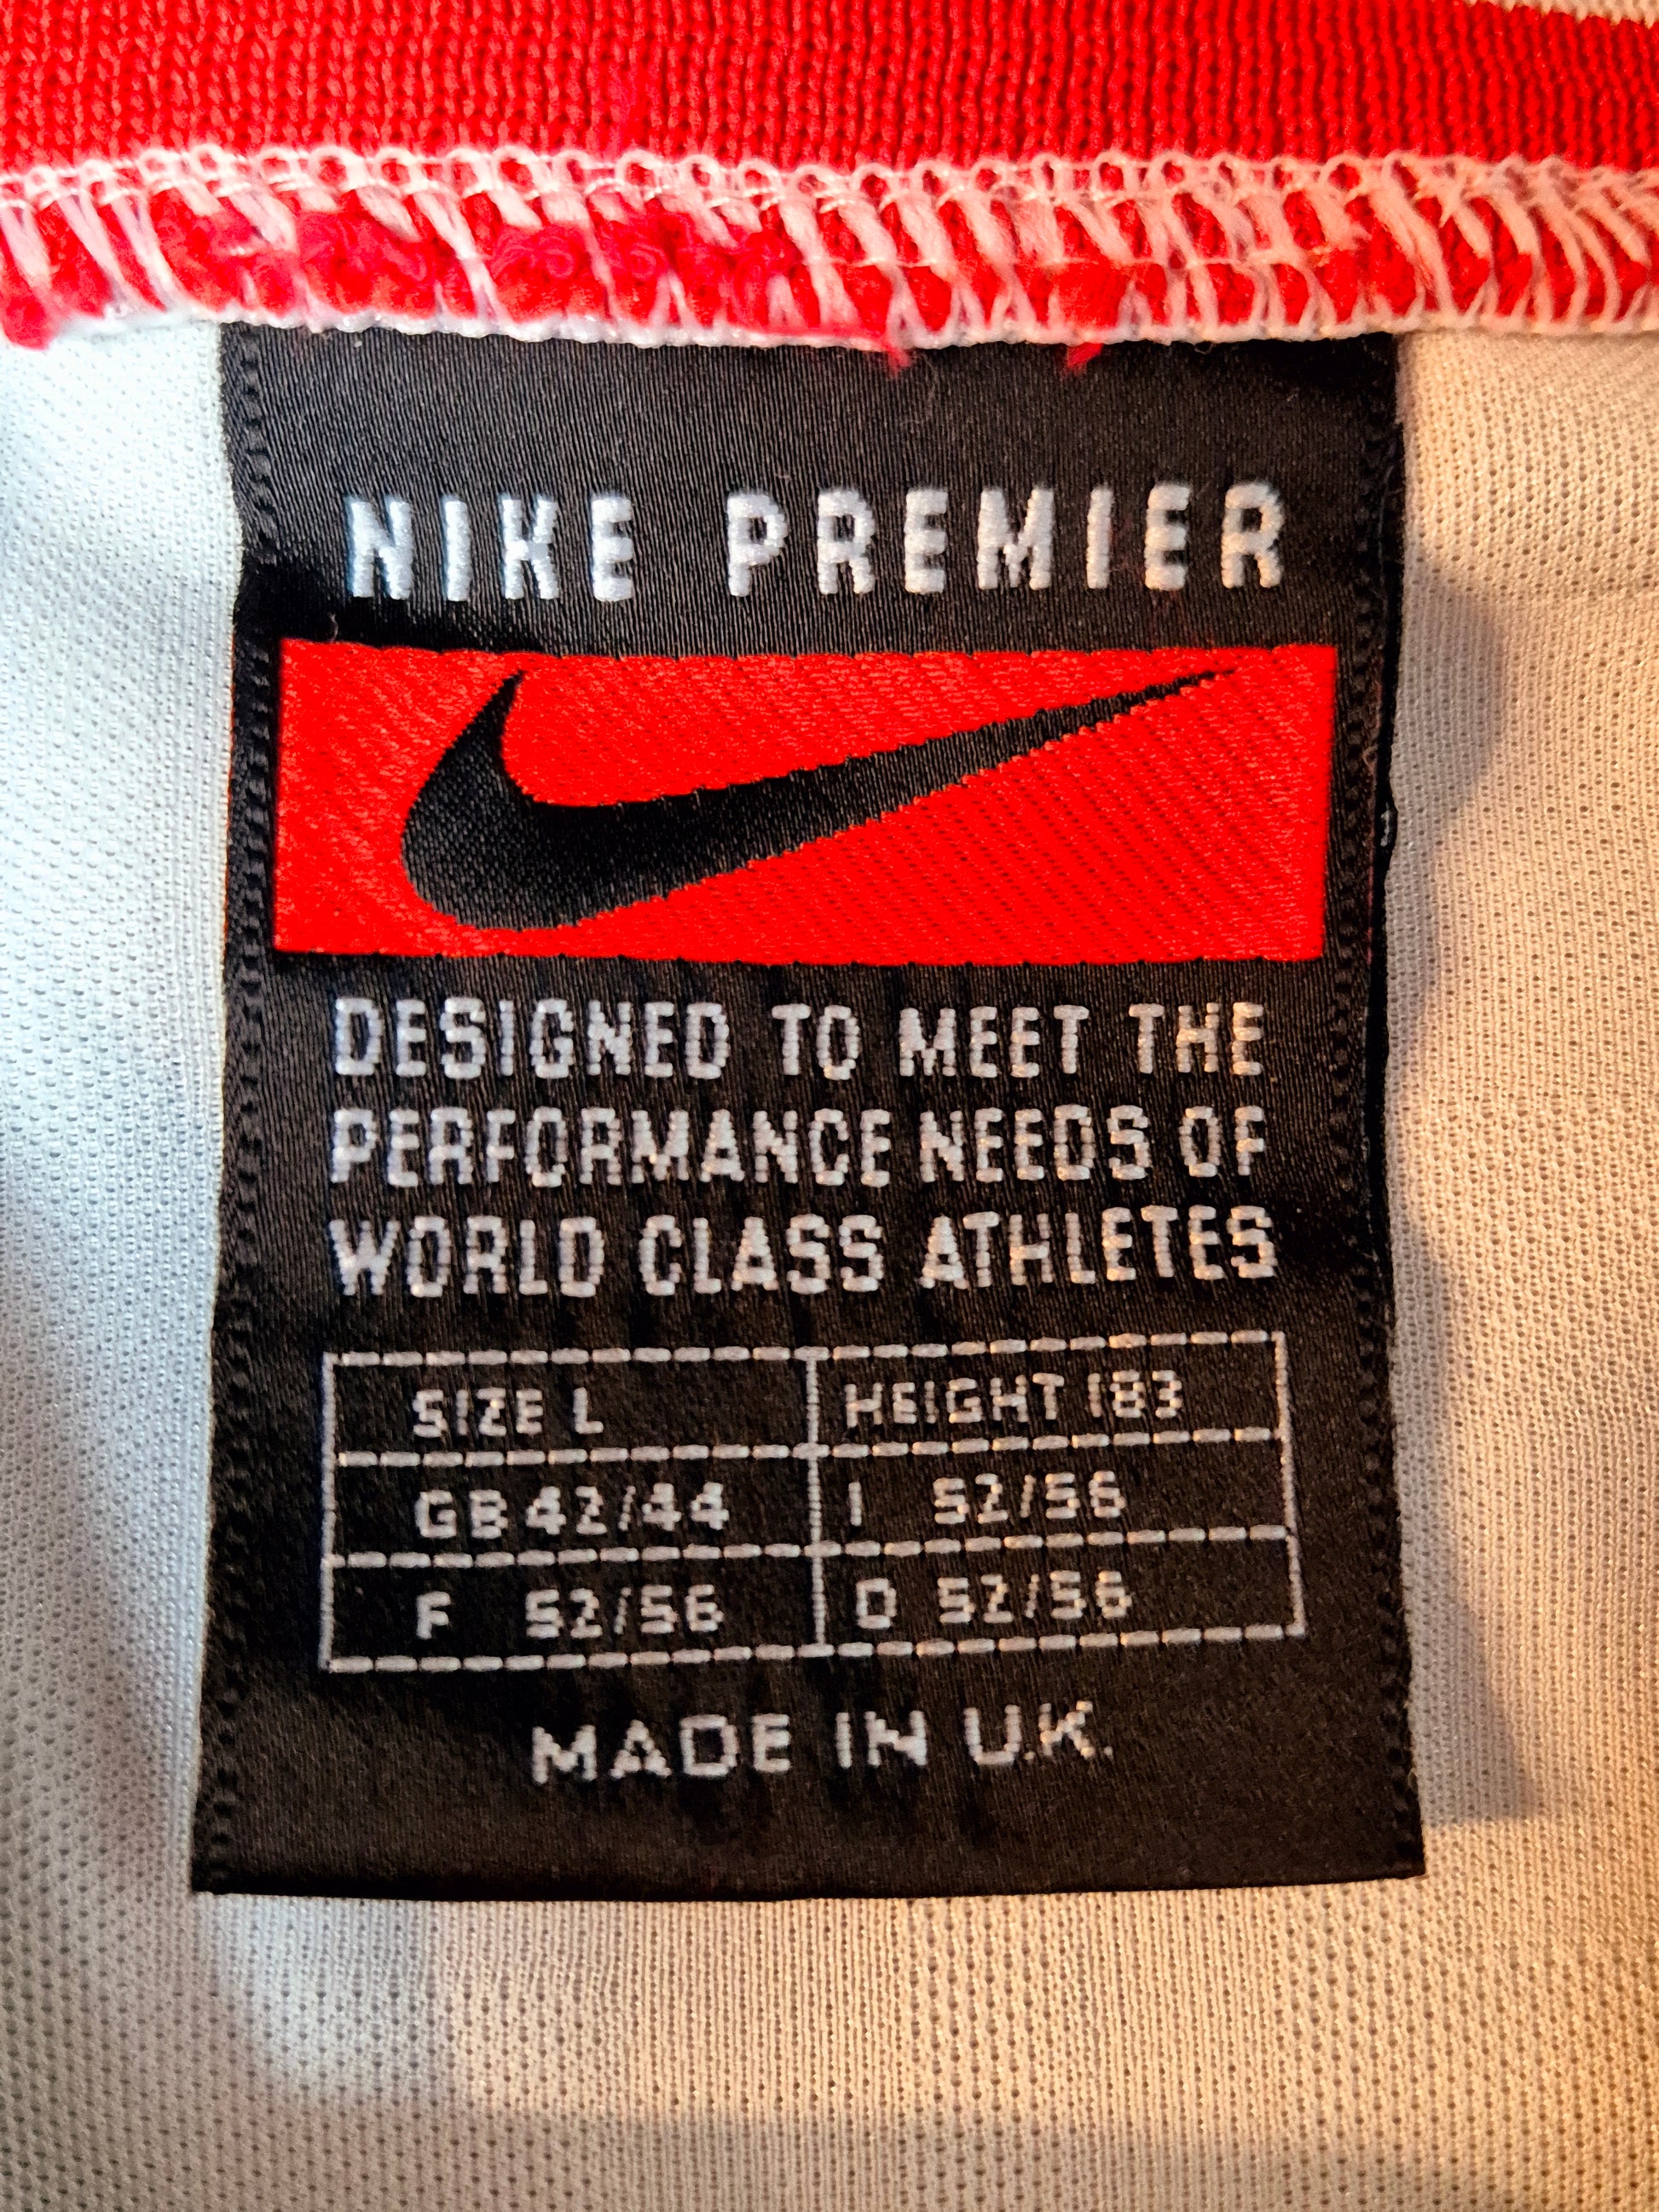 NIKE PREMIER
DESIGNED TO MEET THE
PERFORMANCE NEEDS OF
WORLD CLASS ATHLETES
SIZE L HEIGHT 183
GB 42/44 I 52/56
F 52/56 D 52/56
MADE IN U.K.